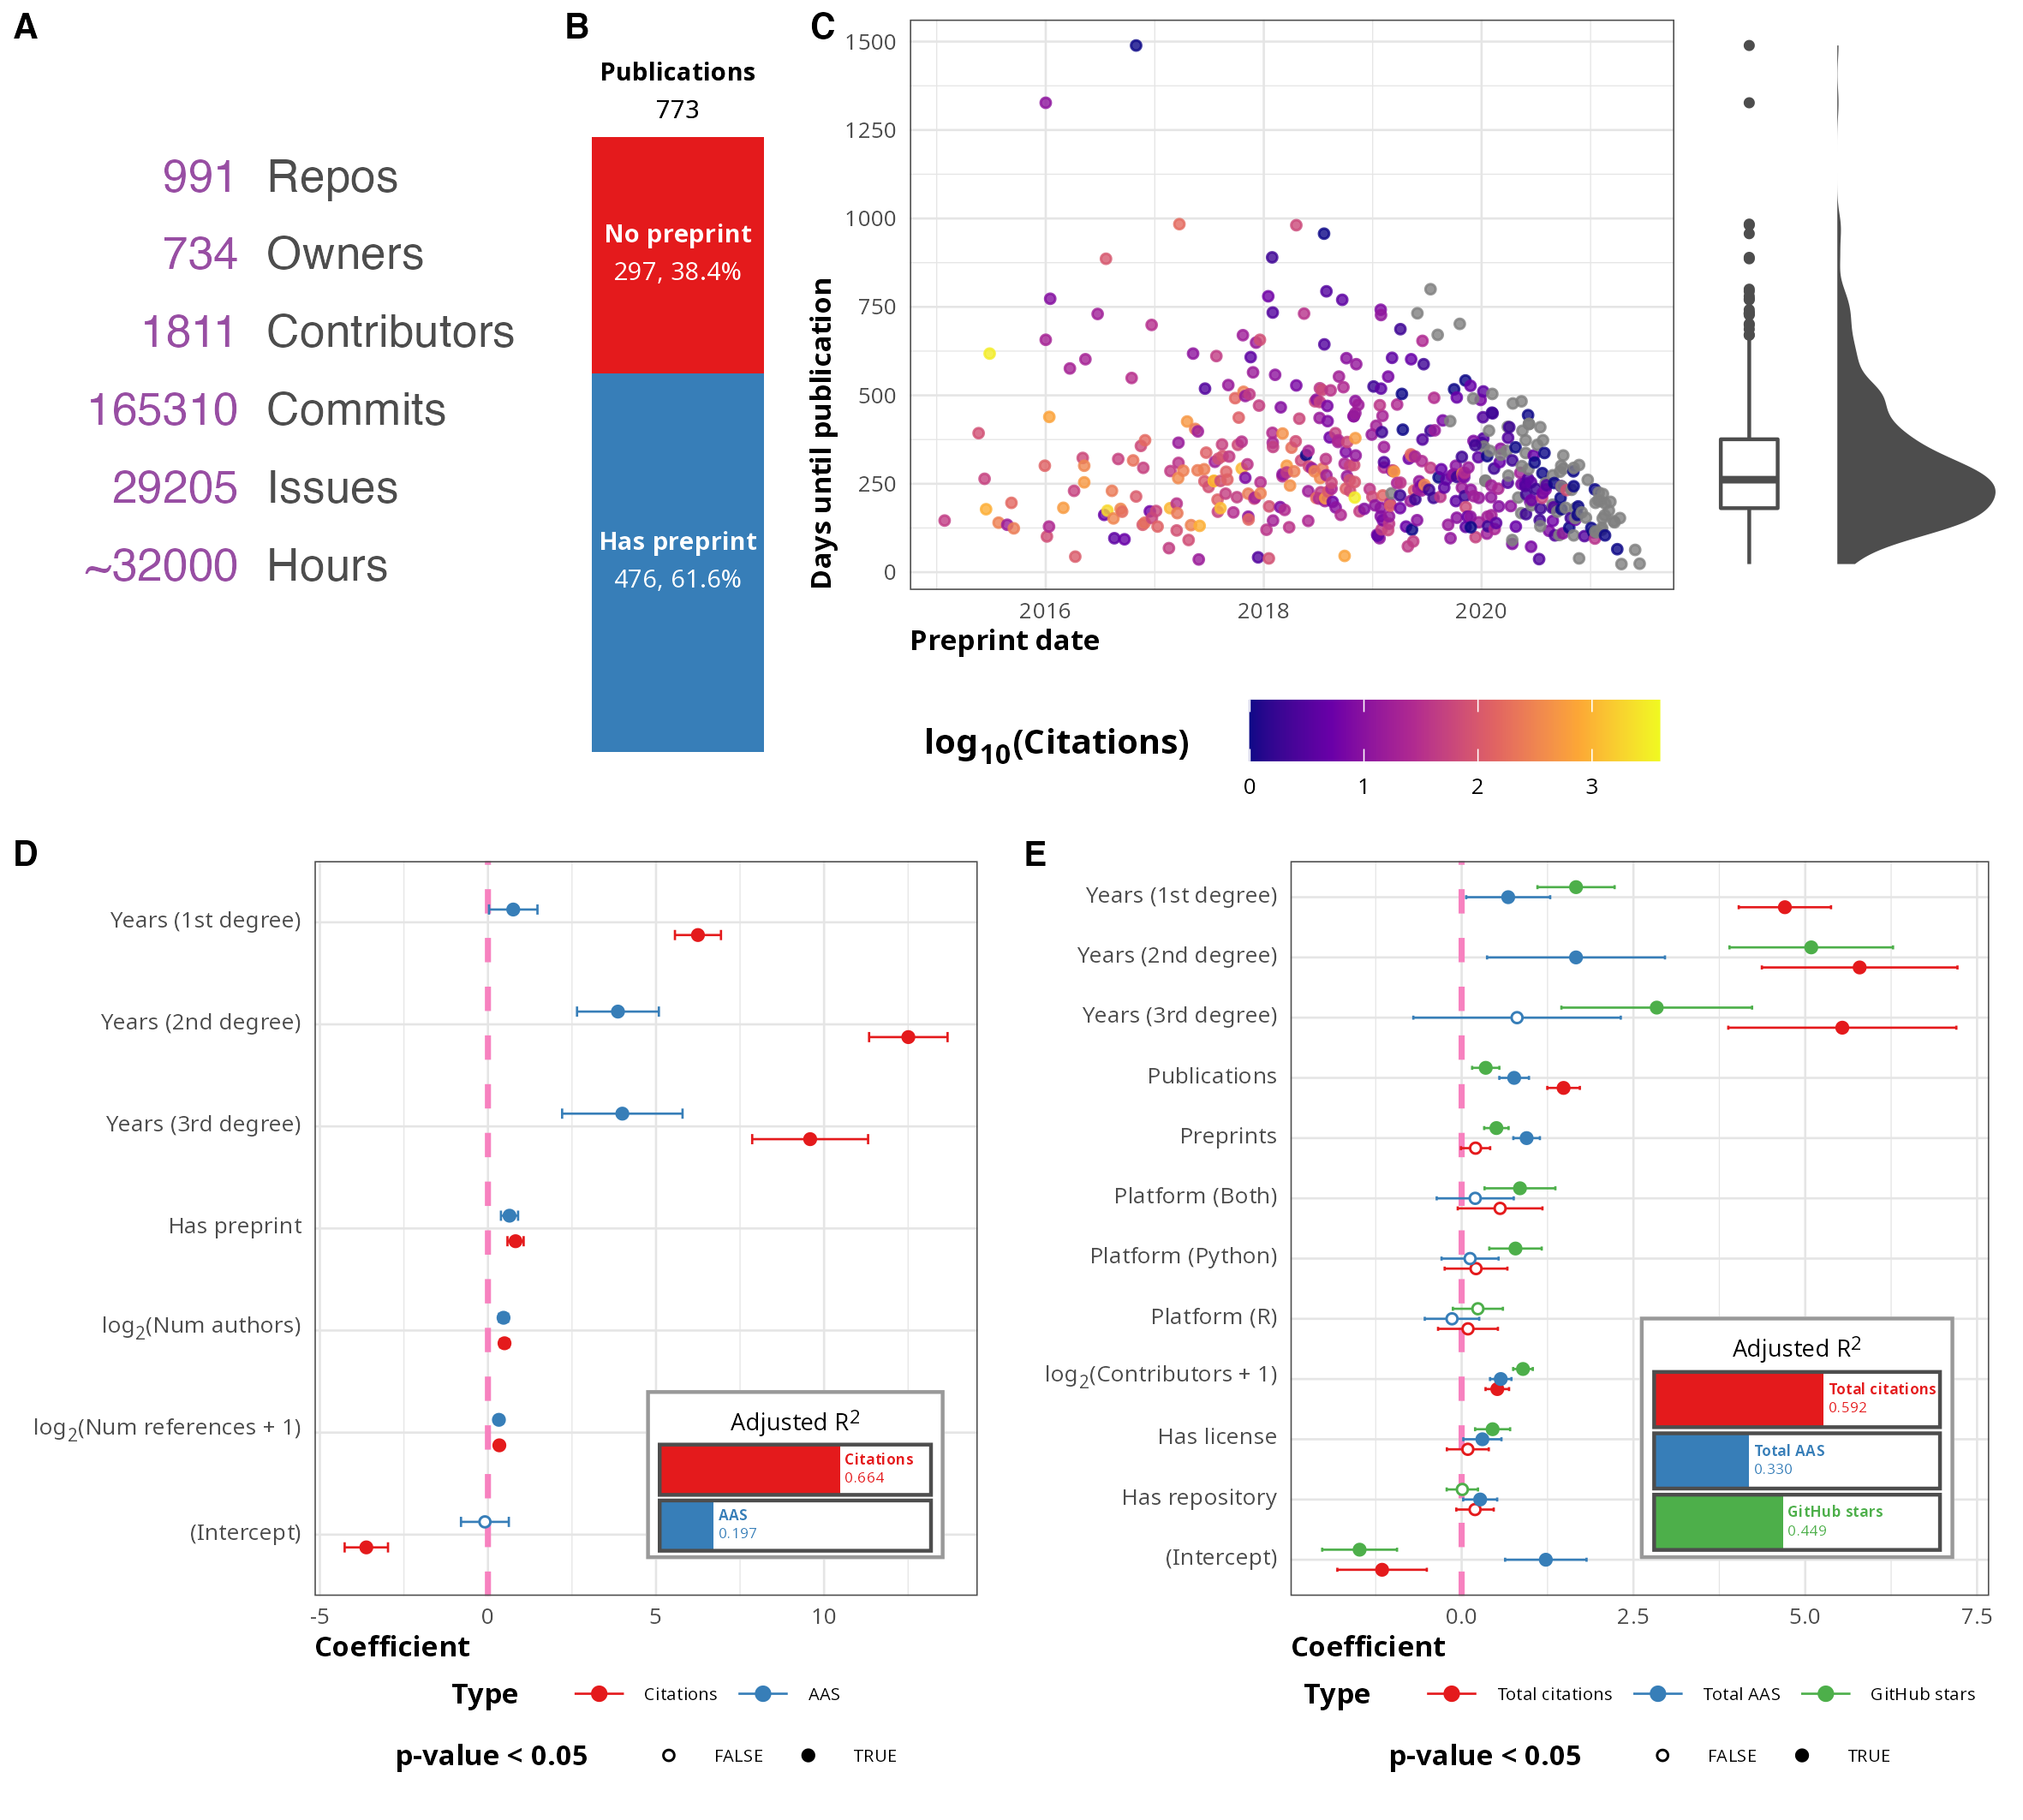 A
991 Repos
734 Owners
1811 Contributors
165310 Commits
29205 Issues
~32000 Hours
B
Publications
773
No preprint
297, 38.4%
Has preprint
476, 61.6%
C
Days until publication
1500
1250
1000
750
500
250
0
2016 2018 2020
Preprint date
log10(Citations)
0 1 2 3
D
Years (1st degree)
Years (2nd degree)
Years (3rd degree)
Has preprint
log2(Num authors)
log2(Num references + 1)
(Intercept)
Adjusted R2
Citations
0.664
AAS
0.197
-5 0 5 10
Coefficient
Type Citations AAS
p-value < 0.05 FALSE TRUE
E
Years (1st degree)
Years (2nd degree)
Years (3rd degree)
Publications
Preprints
Platform (Both)
Platform (Python)
Platform (R)
log2(Contributors + 1)
Has license
Has repository
(Intercept)
Adjusted R2
Total citations
0.592
Total AAS
0.330
GitHub stars
0.449
0.0 2.5 5.0 7.5
Coefficient
Type Total citations Total AAS GitHub stars
p-value < 0.05 FALSE TRUE